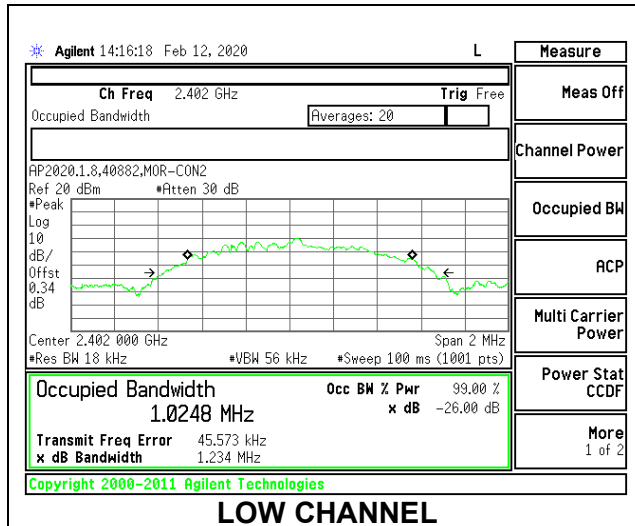 Agilent 14:16:18 Feb 12, 2020 L
Measure
Ch Freq 2.402 GHz Trig Free
Meas Off
Occupied Bandwidth Averages: 20
Channel Power
AP2020.1.8,40882,MOR-CON2
Ref 20 dBm #Atten 30 dB
#Peak
Log
10
dB/
Offst
0.34
dB
Occupied BW
ACP
Center 2.402 000 GHz Span 2 MHz
#Res BW 18 kHz #VBW 56 kHz #Sweep 100 ms (1001 pts)
Multi Carrier
Power
Occupied Bandwidth Occ BW % Pwr 99.00 %
1.0248 MHz x dB -26.00 dB
Power Stat
CCDF
Transmit Freq Error 45.573 kHz
x dB Bandwidth 1.234 MHz
More
1 of 2
Copyright 2000-2011 Agilent Technologies
LOW CHANNEL